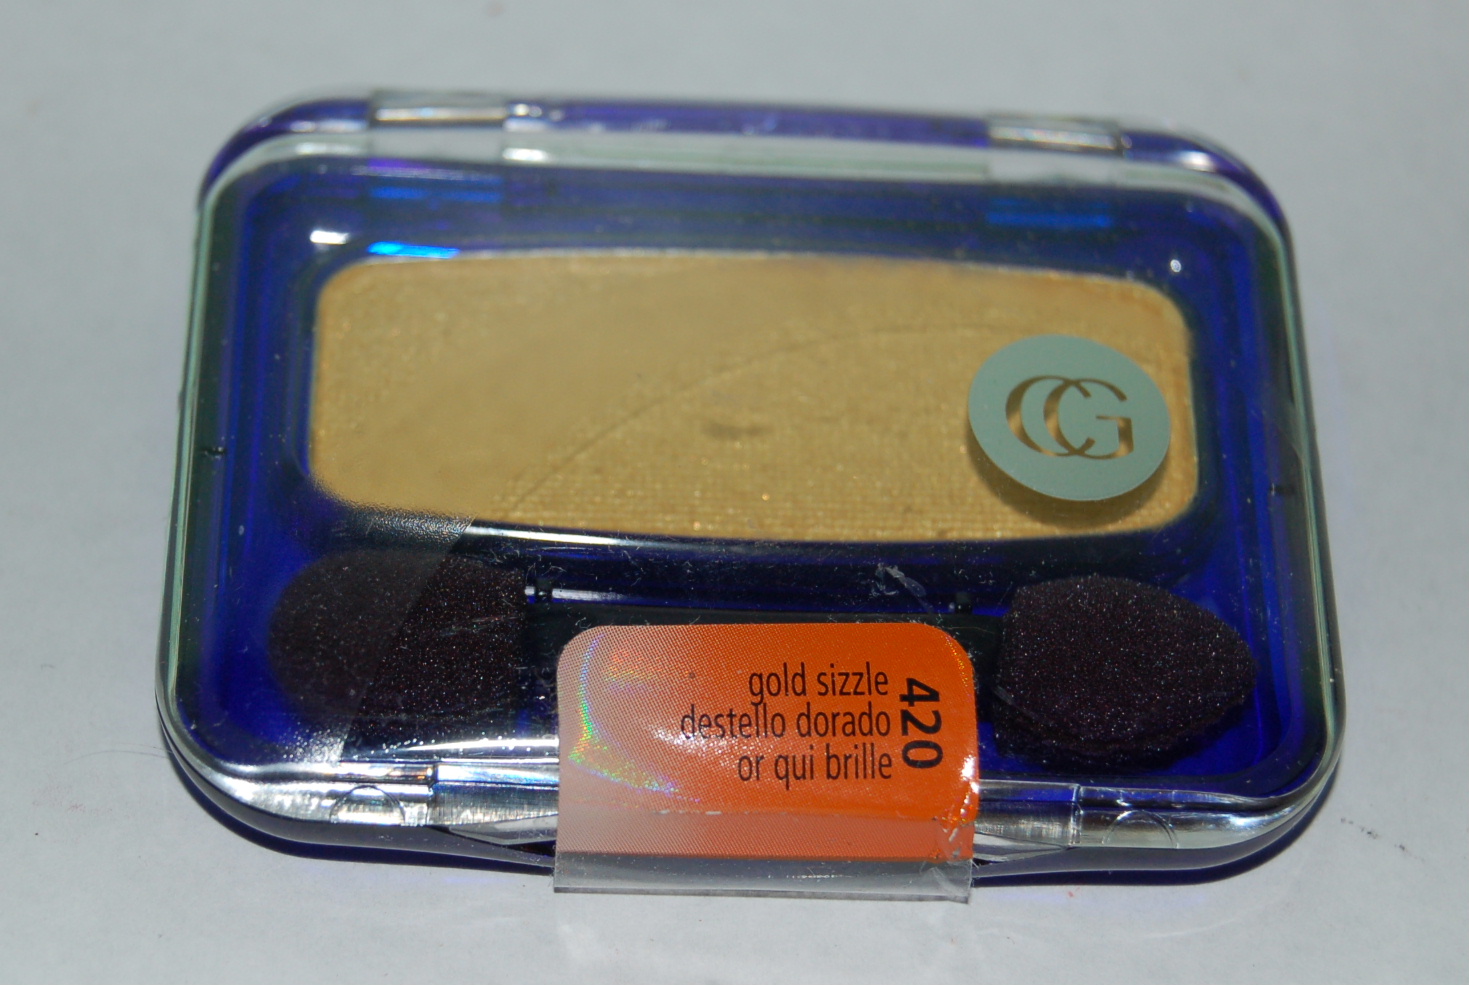 CG
gold sizzle
destello dorado
or qui brille
420